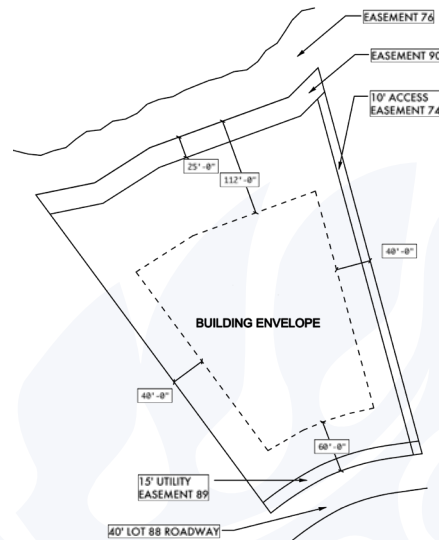 EASEMENT 76
EASEMENT 90
10' ACCESS
EASEMENT 74
25'-0"
112'-0"
40'-0"
BUILDING ENVELOPE
40'-0"
60'-0"
15' UTILITY
EASEMENT 89
40' LOT 88 ROADWAY